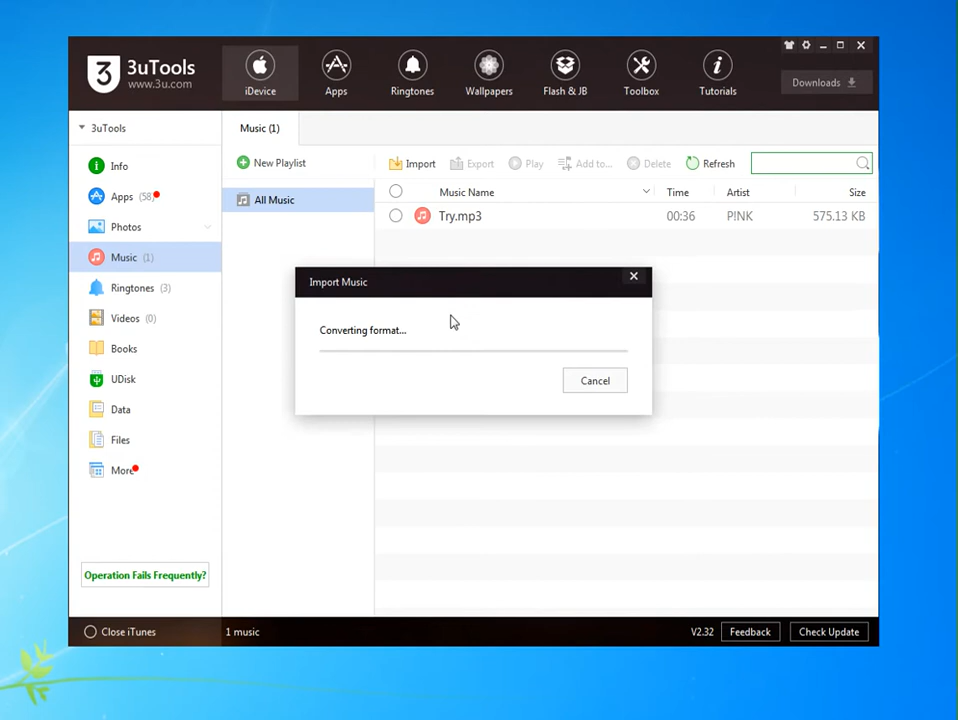 3 3uTools
www.3u.com
iDevice
Apps
Ringtones
Wallpapers
Flash & JB
Toolbox
Tutorials
Downloads
3uTools
Info
Apps (58)
Photos
Music (1)
Ringtones (3)
Videos (0)
Books
UDisk
Data
Files
More
Operation Fails Frequently?
Music (1)
New Playlist
All Music
Import Export Play Add to... Delete Refresh
Music Name Time Artist Size
Try.mp3 00:36 P!NK 575.13 KB
Import Music
Converting format...
Cancel
Close iTunes 1 music V2.32 Feedback Check Update